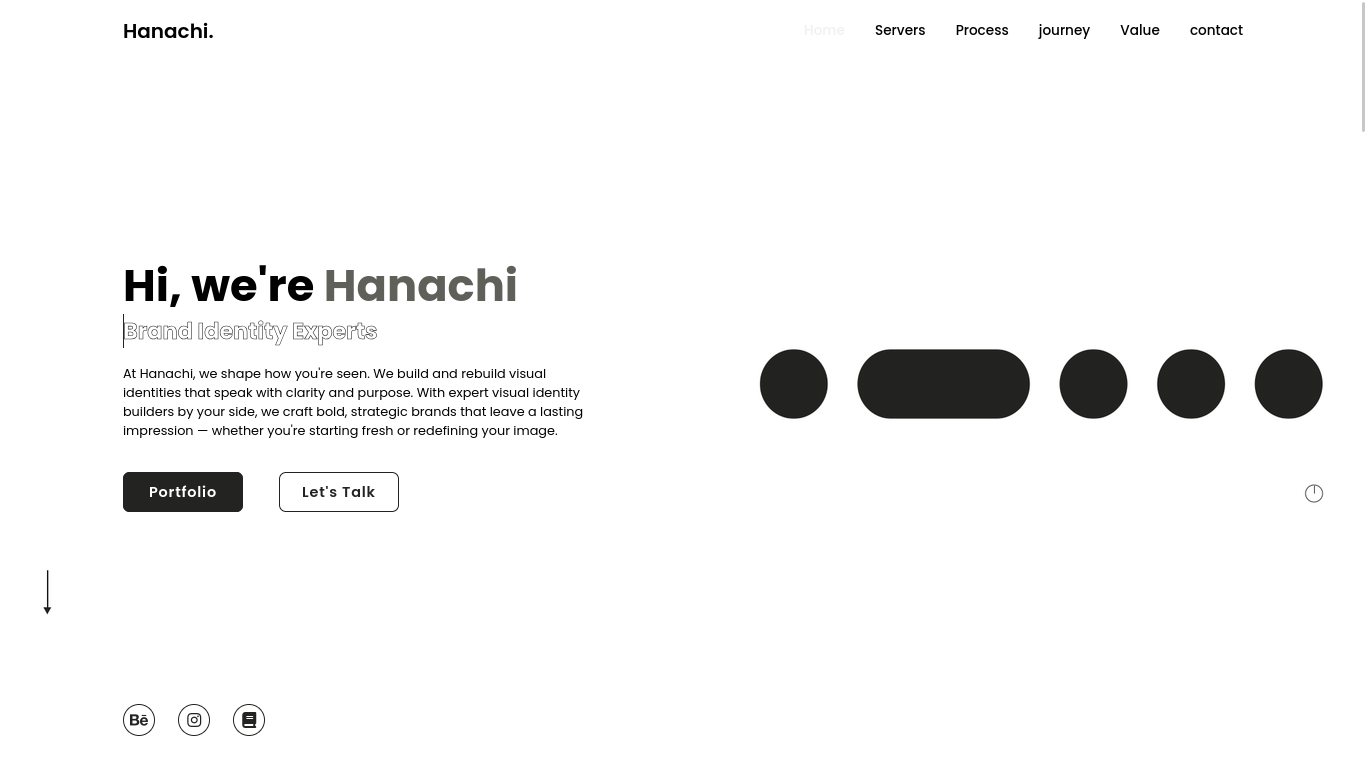 Hanachi.
Home Servers Process journey Value contact
Hi, we're Hanachi
Brand Identity Experts
At Hanachi, we shape how you're seen. We build and rebuild visual
identities that speak with clarity and purpose. With expert visual identity
builders by your side, we craft bold, strategic brands that leave a lasting
impression — whether you're starting fresh or redefining your image.
Portfolio Let's Talk
Bē